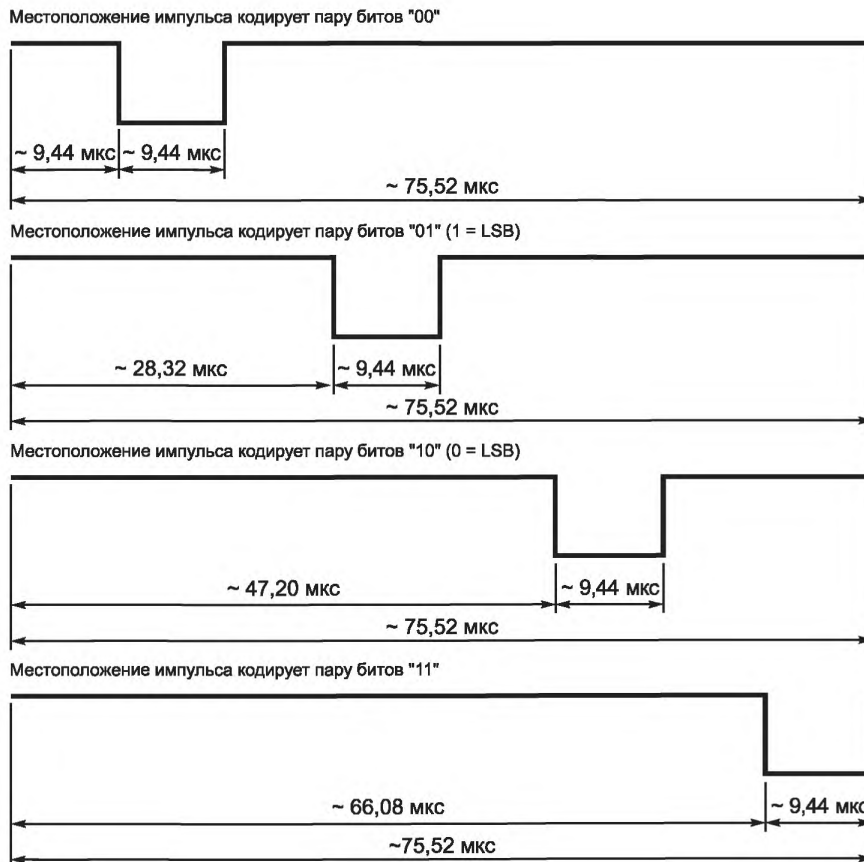 Местоположение импульса кодирует пару битов "00"
~ 9,44 мкс ~ 9,44 мкс
~ 75,52 мкс
Местоположение импульса кодирует пару битов "01" (1 = LSB)
~ 28,32 мкс ~ 9,44 мкс
~ 75,52 мкс
Местоположение импульса кодирует пару битов "10" (0 = LSB)
~ 47,20 мкс ~ 9,44 мкс
~ 75,52 мкс
Местоположение импульса кодирует пару битов "11"
~ 66,08 мкс ~ 9,44 мкс
~75,52 мкс